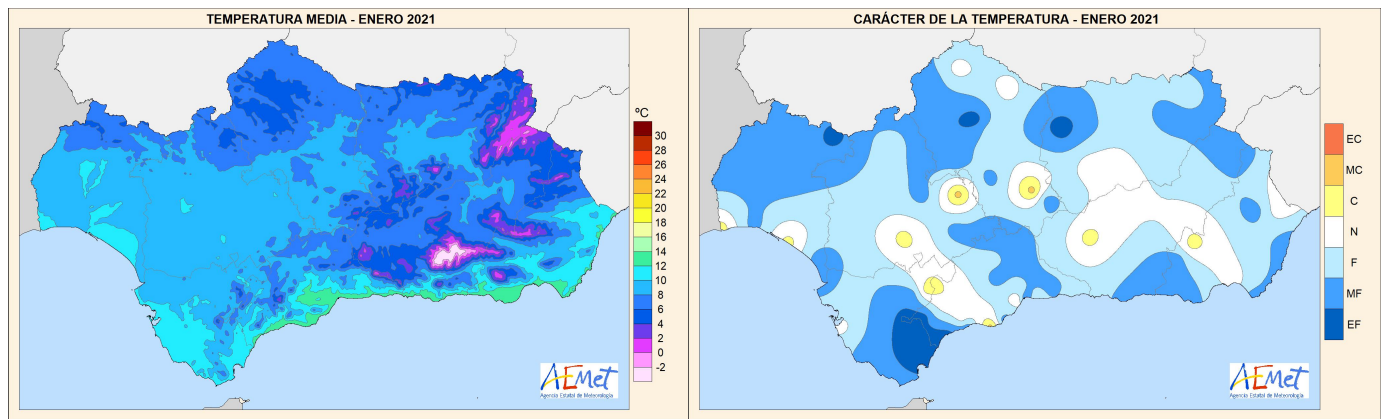 TEMPERATURA MEDIA - ENERO 2021
ºC
30
28
26
24
22
20
18
16
14
12
10
8
6
4
2
0
-2
AEMet
Agencia Estatal de Meteorología
CARÁCTER DE LA TEMPERATURA - ENERO 2021
EC
MC
C
N
F
MF
EF
AEMet
Agencia Estatal de Meteorología